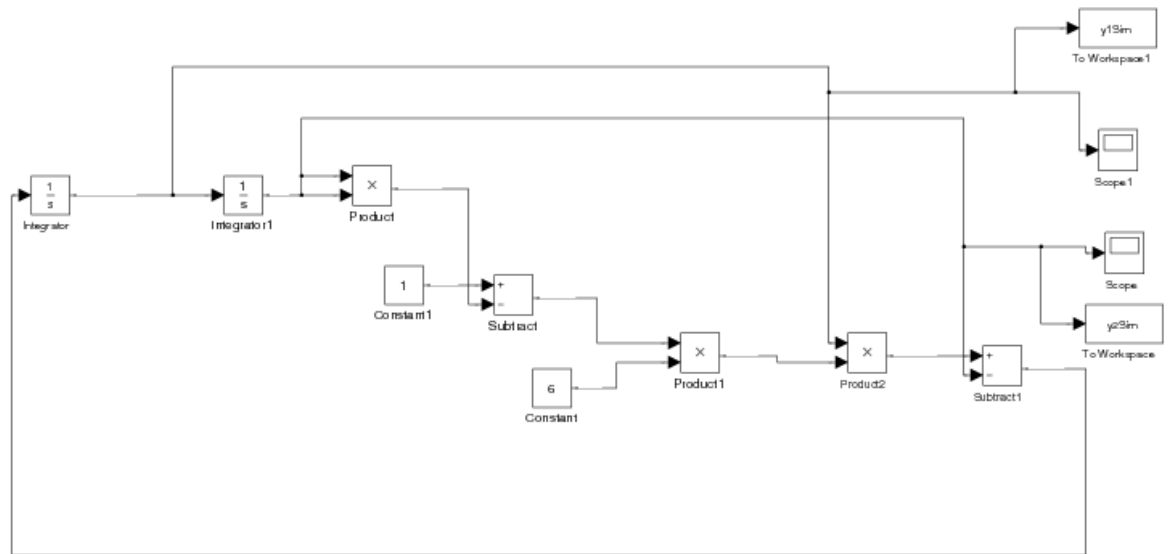 y1Sim
To Workspace1
Scope1
1
s
Integrator
1
s
Integrator1
×
Product
Scope
1
Constant1
+
−
Subtract
y2Sim
To Workspace
×
Product1
×
Product2
+
−
Subtract1
6
Constant